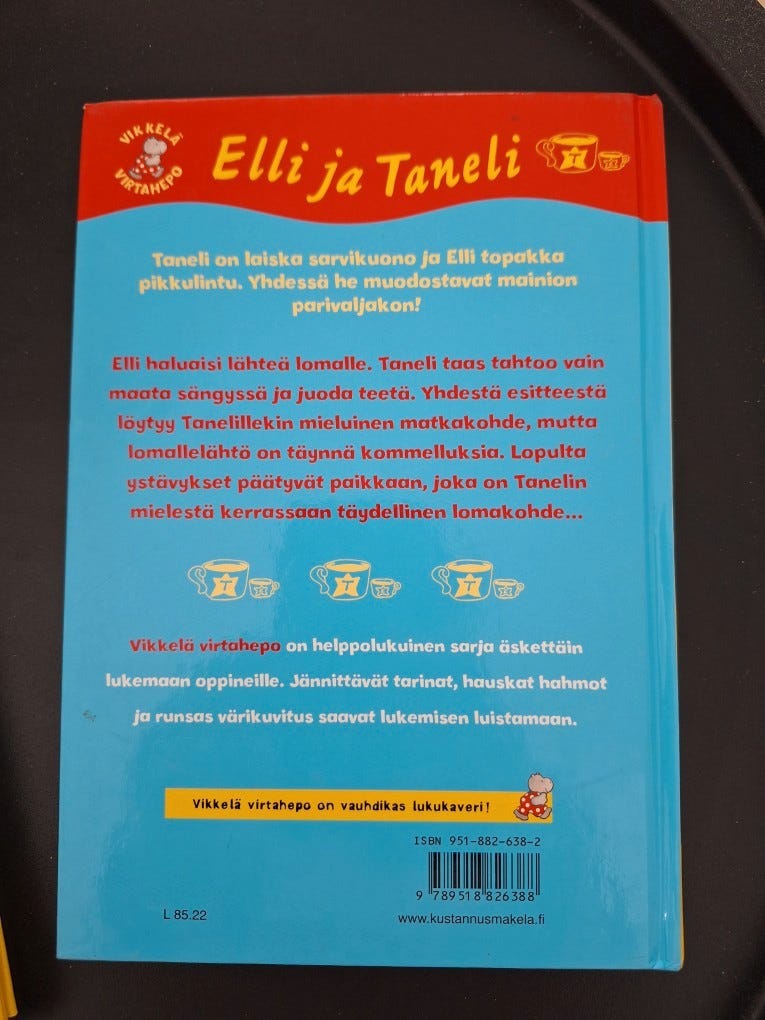 VIKKELÄ
VIRTAHEPO
Elli ja Taneli
T
Taneli on laiska sarvikuono ja Elli topakka
pikkulintu. Yhdessä he muodostavat mainion
parivaljakon!
Elli haluaisi lähteä lomalle. Taneli taas tahtoo vain
maata sängyssä ja juoda teetä. Yhdestä esitteestä
löytyy Tanelillekin mieluinen matkakohde, mutta
lomallelähtö on täynnä kommelluksia. Lopulta
ystävykset päätyvät paikkaan, joka on Tanelin
mielestä kerrassaan täydellinen lomakohde...
T T T
Vikkelä virtahepo on helppolukuinen sarja äskettäin
lukemaan oppineille. Jännittävät tarinat, hauskat hahmot
ja runsas värikuvitus saavat lukemisen luistamaan.
Vikkelä virtahepo on vauhdikas lukukaveri!
ISBN 951-882-638-2
9 789518 826388
L 85.22
www.kustannusmakela.fi